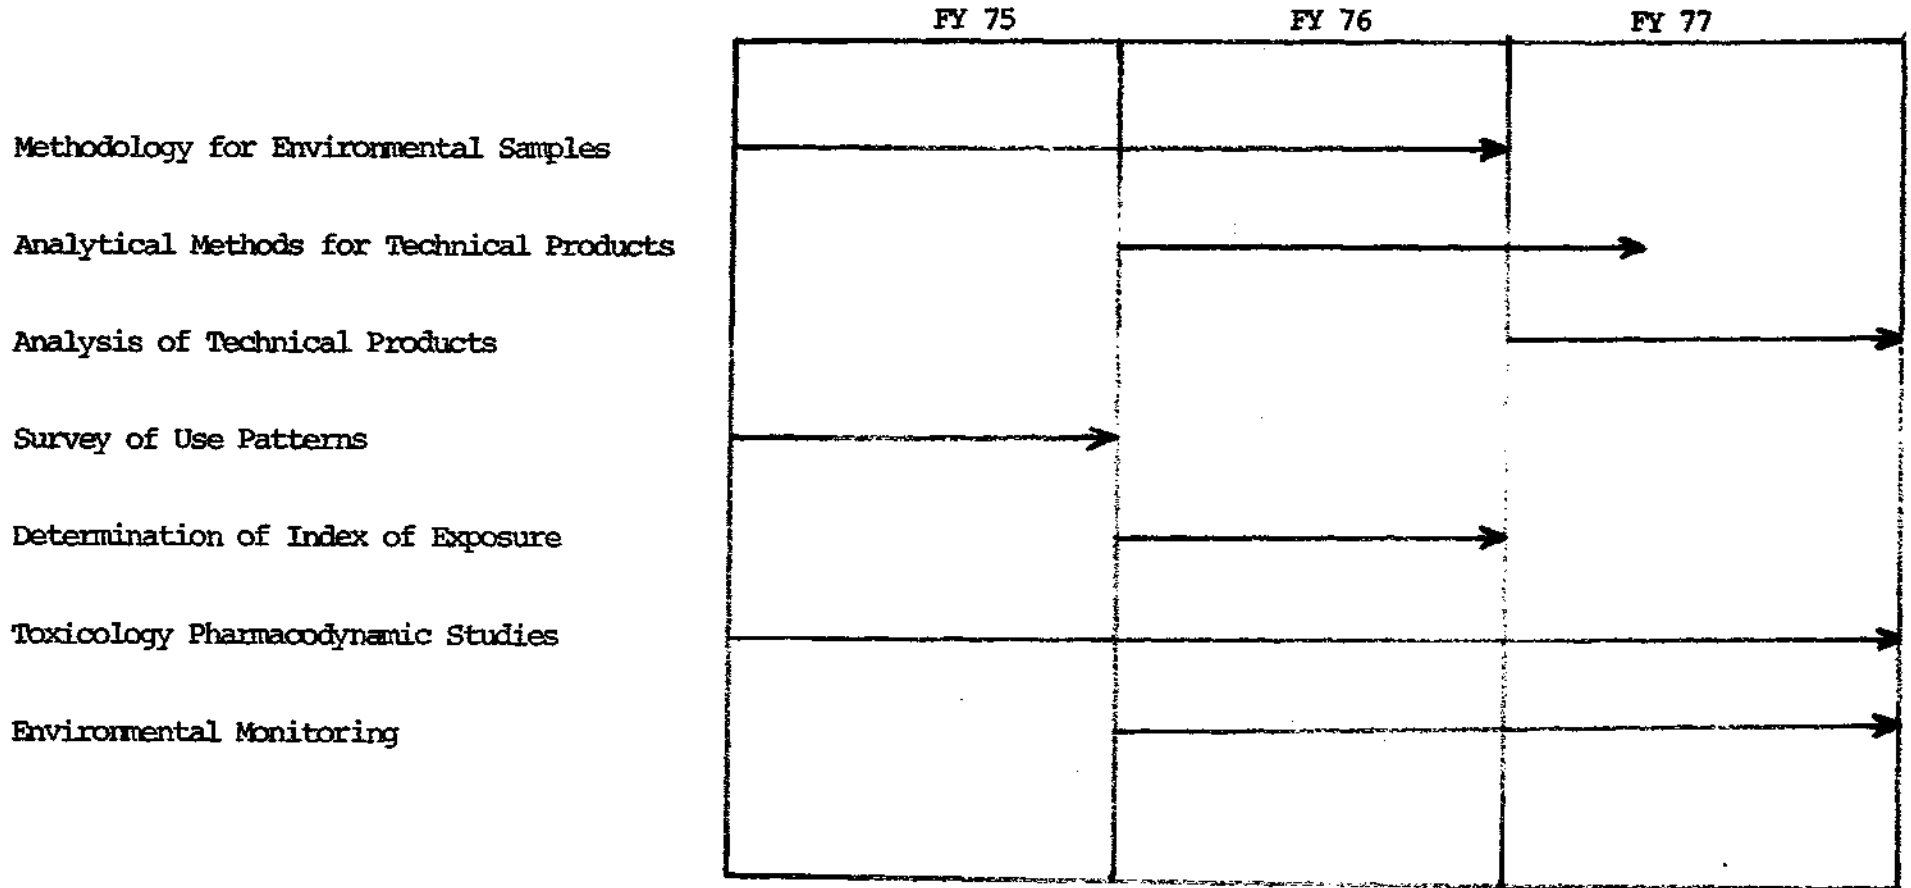 FY 75 FY 76 FY 77
Methodology for Environmental Samples
Analytical Methods for Technical Products
Analysis of Technical Products
Survey of Use Patterns
Determination of Index of Exposure
Toxicology Pharmacodynamic Studies
Environmental Monitoring